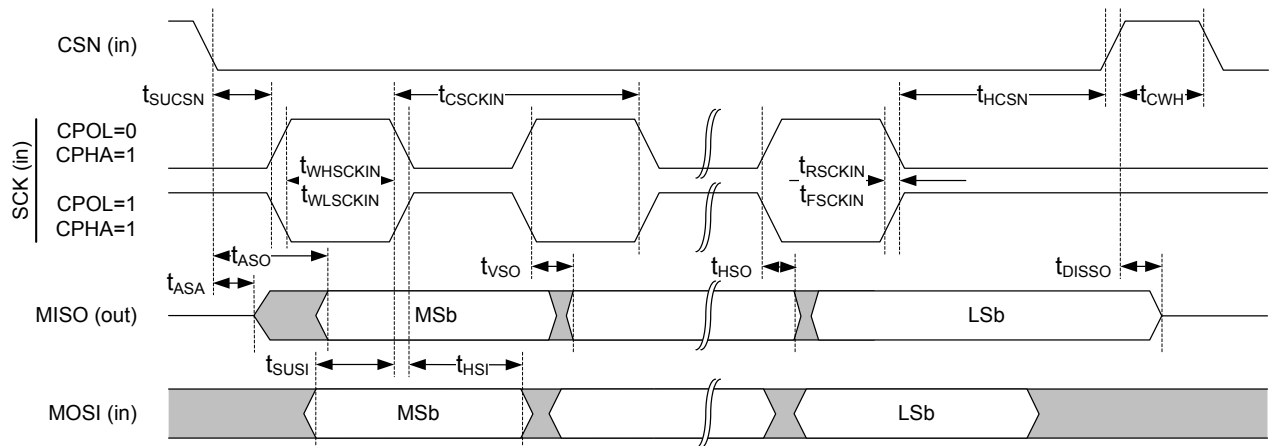 CSN (in)
tSUCSN
tCSCKIN
tHCSN
tCWH
SCK (in)
CPOL=0
CPHA=1
tWHSCKIN
tWLSCKIN
tRSCKIN
tFSCKIN
CPOL=1
CPHA=1
tASO
tASA
tVSO
tHSO
tDISSO
MISO (out)
MSb
LSb
tSUSI
tHSI
MOSI (in)
MSb
LSb